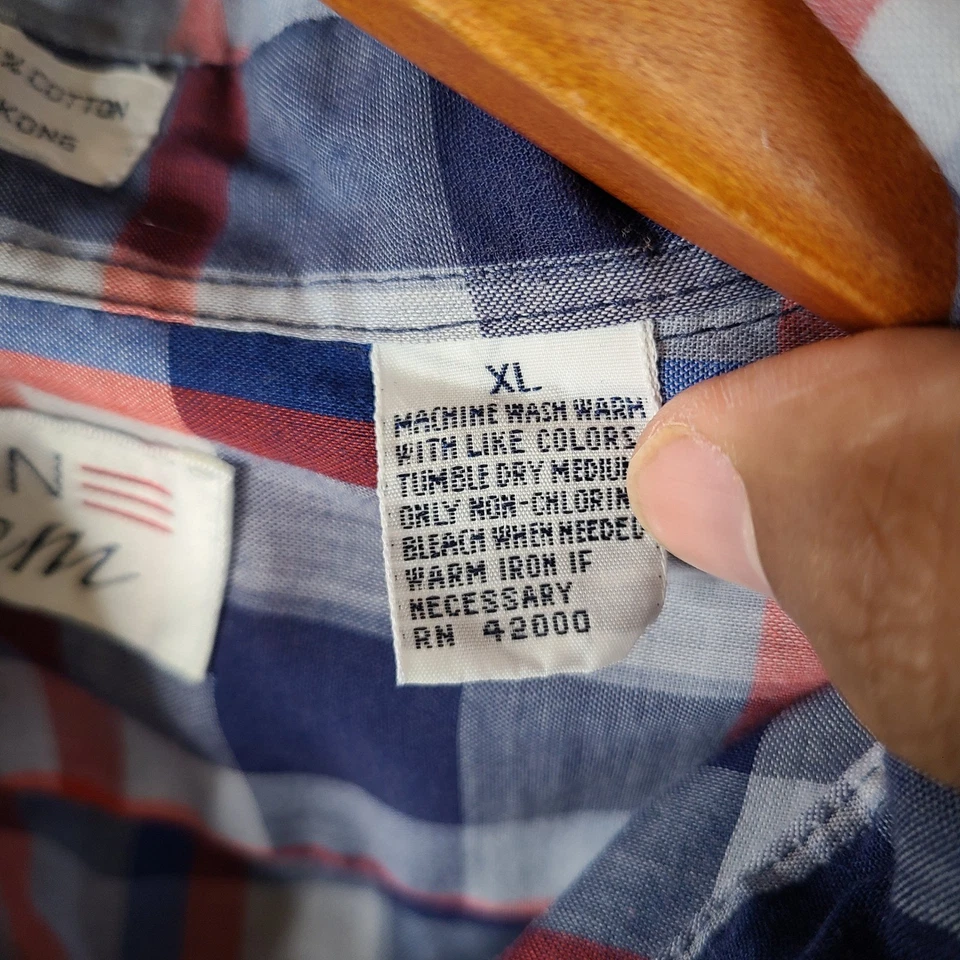 % COTTON
KONG
XL
MACHINE WASH WARM
WITH LIKE COLORS
TUMBLE DRY MEDIUM
ONLY NON-CHLORIN
BLEACH WHEN NEEDED
WARM IRON IF
NECESSARY
RN 42000